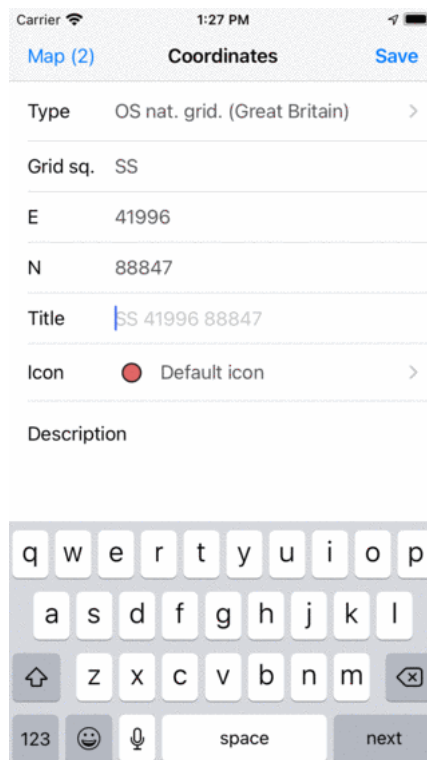 Carrier 1:27 PM
Map (2) Coordinates Save
Type OS nat. grid. (Great Britain)
Grid sq. SS
E 41996
N 88847
Title SS 41996 88847
Icon Default icon
Description
q w e r t y u i o p
a s d f g h j k l
z x c v b n m
123 space next